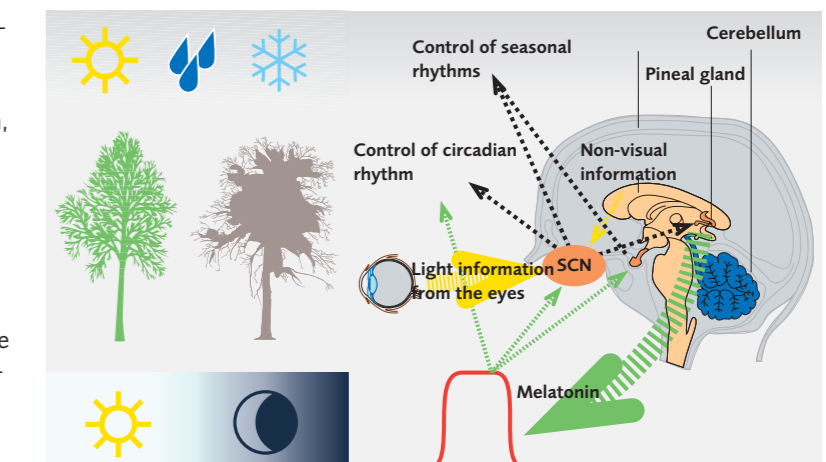 Control of seasonal
rhythms
Cerebellum
Pineal gland
Control of circadian
rhythm
Non-visual
information
Light information
from the eyes
SCN
Melatonin